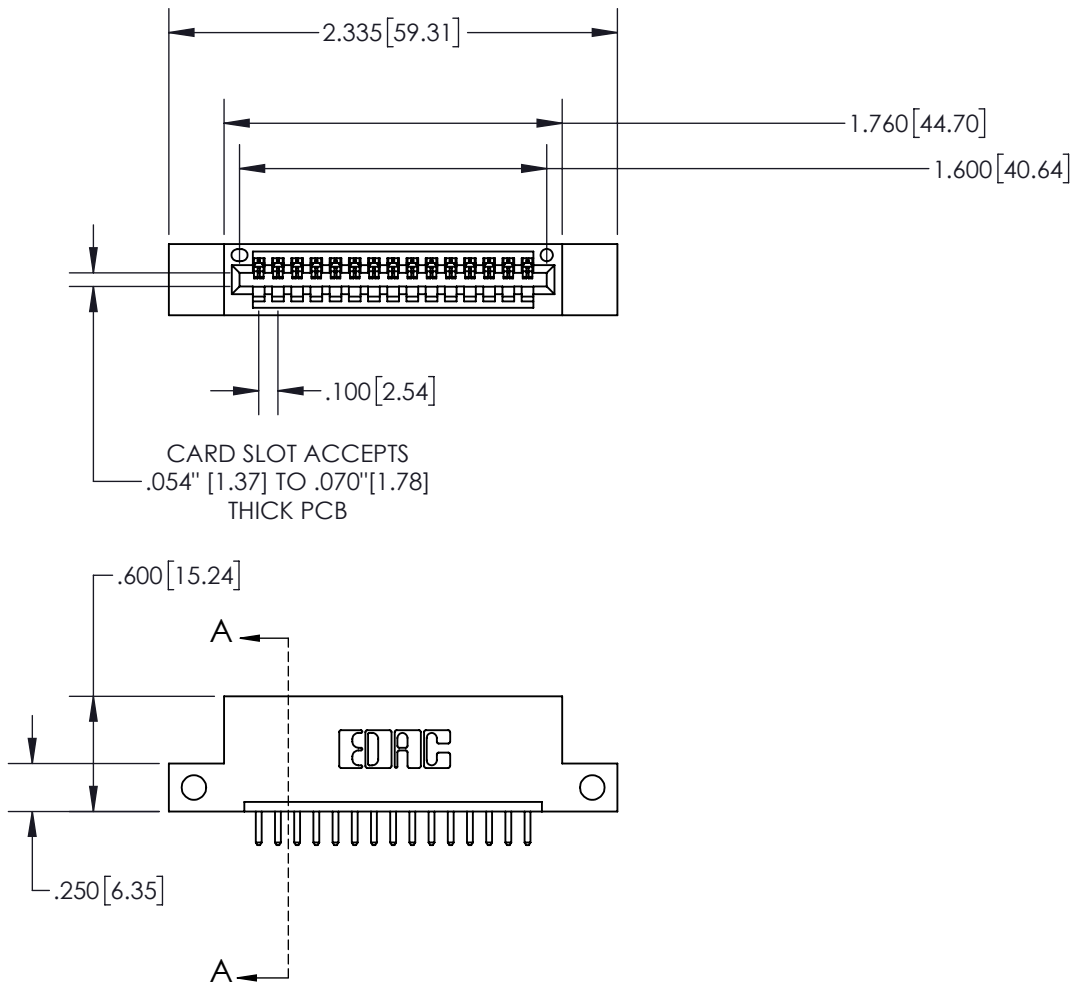 2.335[59.31]
1.760[44.70]
1.600[40.64]
.100[2.54]
CARD SLOT ACCEPTS
.054" [1.37] TO .070"[1.78]
THICK PCB
.600[15.24]
A
EDAC
.250[6.35]
A